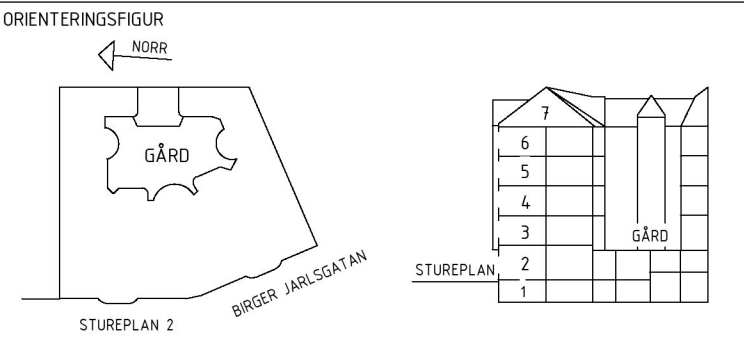 ORIENTERINGSFIGUR
NORR
GÅRD
STUREPLAN 2
BIRGER JARLSGATAN
7
6
5
4
3
2
1
GÅRD
STUREPLAN